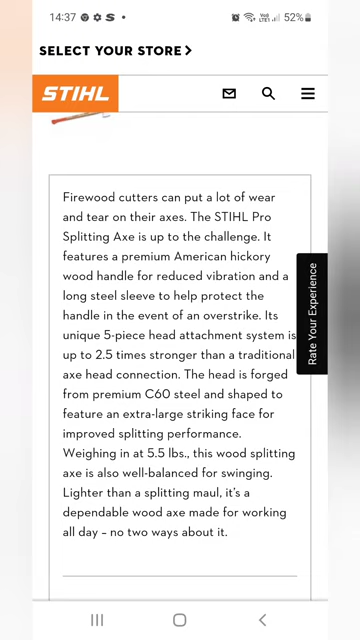 14:37
52%
SELECT YOUR STORE
STIHL
Firewood cutters can put a lot of wear
and tear on their axes. The STIHL Pro
Splitting Axe is up to the challenge. It
features a premium American hickory
wood handle for reduced vibration and a
long steel sleeve to help protect the
handle in the event of an overstrike. Its
unique 5-piece head attachment system is
up to 2.5 times stronger than a traditional
axe head connection. The head is forged
from premium C60 steel and shaped to
feature an extra-large striking face for
improved splitting performance.
Weighing in at 5.5 lbs., this wood splitting
axe is also well-balanced for swinging.
Lighter than a splitting maul, it's a
dependable wood axe made for working
all day – no two ways about it.
Rate Your Experience